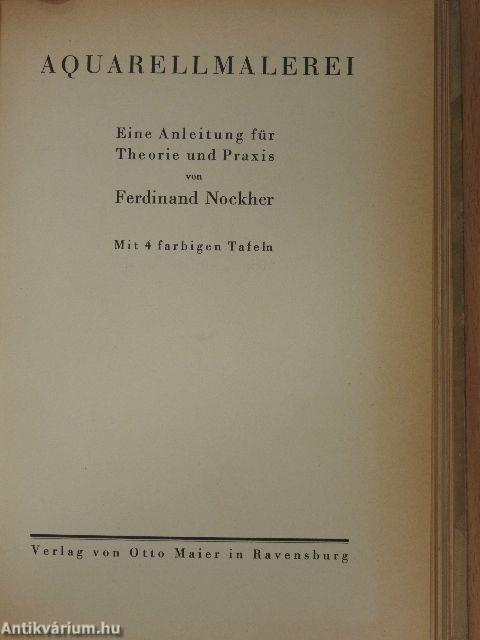 AQUARELLMALEREI
Eine Anleitung für
Theorie und Praxis
von
Ferdinand Nockher
Mit 4 farbigen Tafeln
Verlag von Otto Maier in Ravensburg
Antikvárium.hu